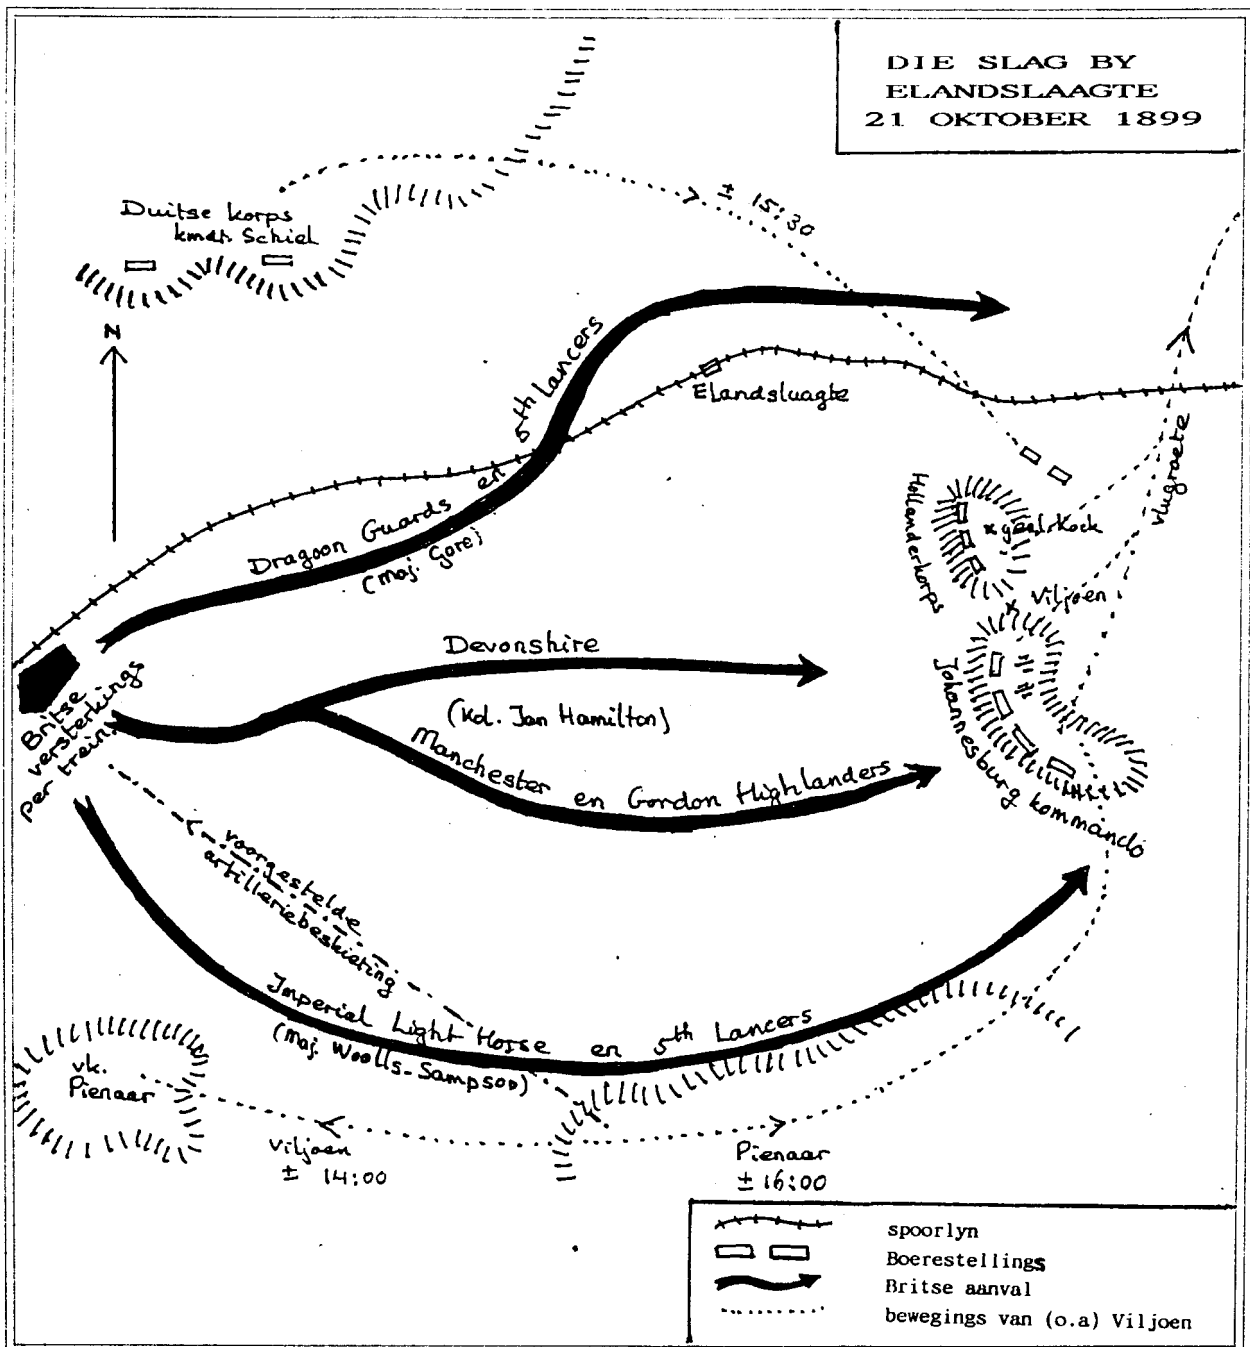 DIE SLAG BY
ELANDSLAAGTE
21 OKTOBER 1899
Duitse korps
kmdt. Schiel
± 15:30
N
Elandslaagte
Dragoon Guards en 5th Lancers
(Maj. Gore)
Hollanderkorps
genl. Kock
Viljoen
vlugroete
Devonshire
(Kol. Ian Hamilton)
Manchester en Gordon Highlanders
Johannesburg kommando
Britse
versterkings
per trein
voorgestelde
artilleriebeskieting
Imperial Light Horse en 5th Lancers
(Maj. Woolls-Sampson)
vk.
Pienaar
Viljoen
± 14:00
Pienaar
± 16:00
spoorlyn
Boerestellings
Britse aanval
bewegings van (o.a) Viljoen